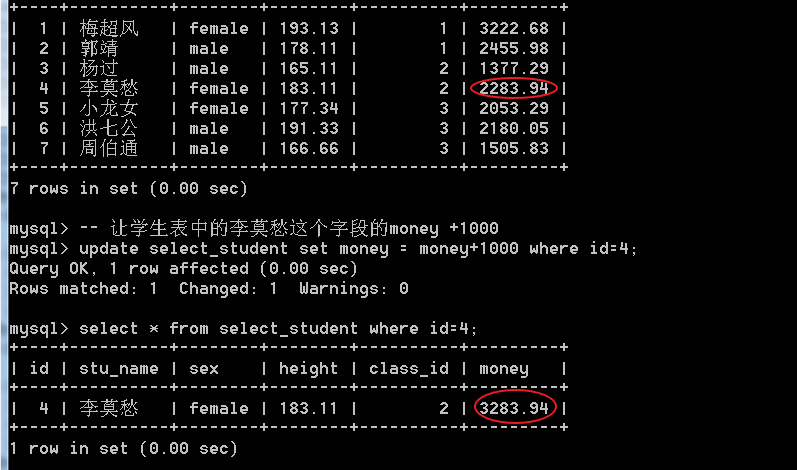 +----+----------+--------+--------+----------+---------+
| 1 | 梅超风 | female | 193.13 | 1 | 3222.68 |
| 2 | 郭靖 | male | 178.11 | 1 | 2455.98 |
| 3 | 杨过 | male | 165.11 | 2 | 1377.29 |
| 4 | 李莫愁 | female | 183.11 | 2 | 2283.94 |
| 5 | 小龙女 | female | 177.34 | 3 | 2053.29 |
| 6 | 洪七公 | male | 191.33 | 3 | 2180.05 |
| 7 | 周伯通 | male | 166.66 | 3 | 1505.83 |
+----+----------+--------+--------+----------+---------+
7 rows in set (0.00 sec)
mysql> -- 让学生表中的李莫愁这个字段的money +1000
mysql> update select_student set money = money+1000 where id=4;
Query OK, 1 row affected (0.00 sec)
Rows matched: 1 Changed: 1 Warnings: 0
mysql> select * from select_student where id=4;
+----+----------+--------+--------+----------+---------+
| id | stu_name | sex | height | class_id | money |
+----+----------+--------+--------+----------+---------+
| 4 | 李莫愁 | female | 183.11 | 2 | 3283.94 |
+----+----------+--------+--------+----------+---------+
1 row in set (0.00 sec)